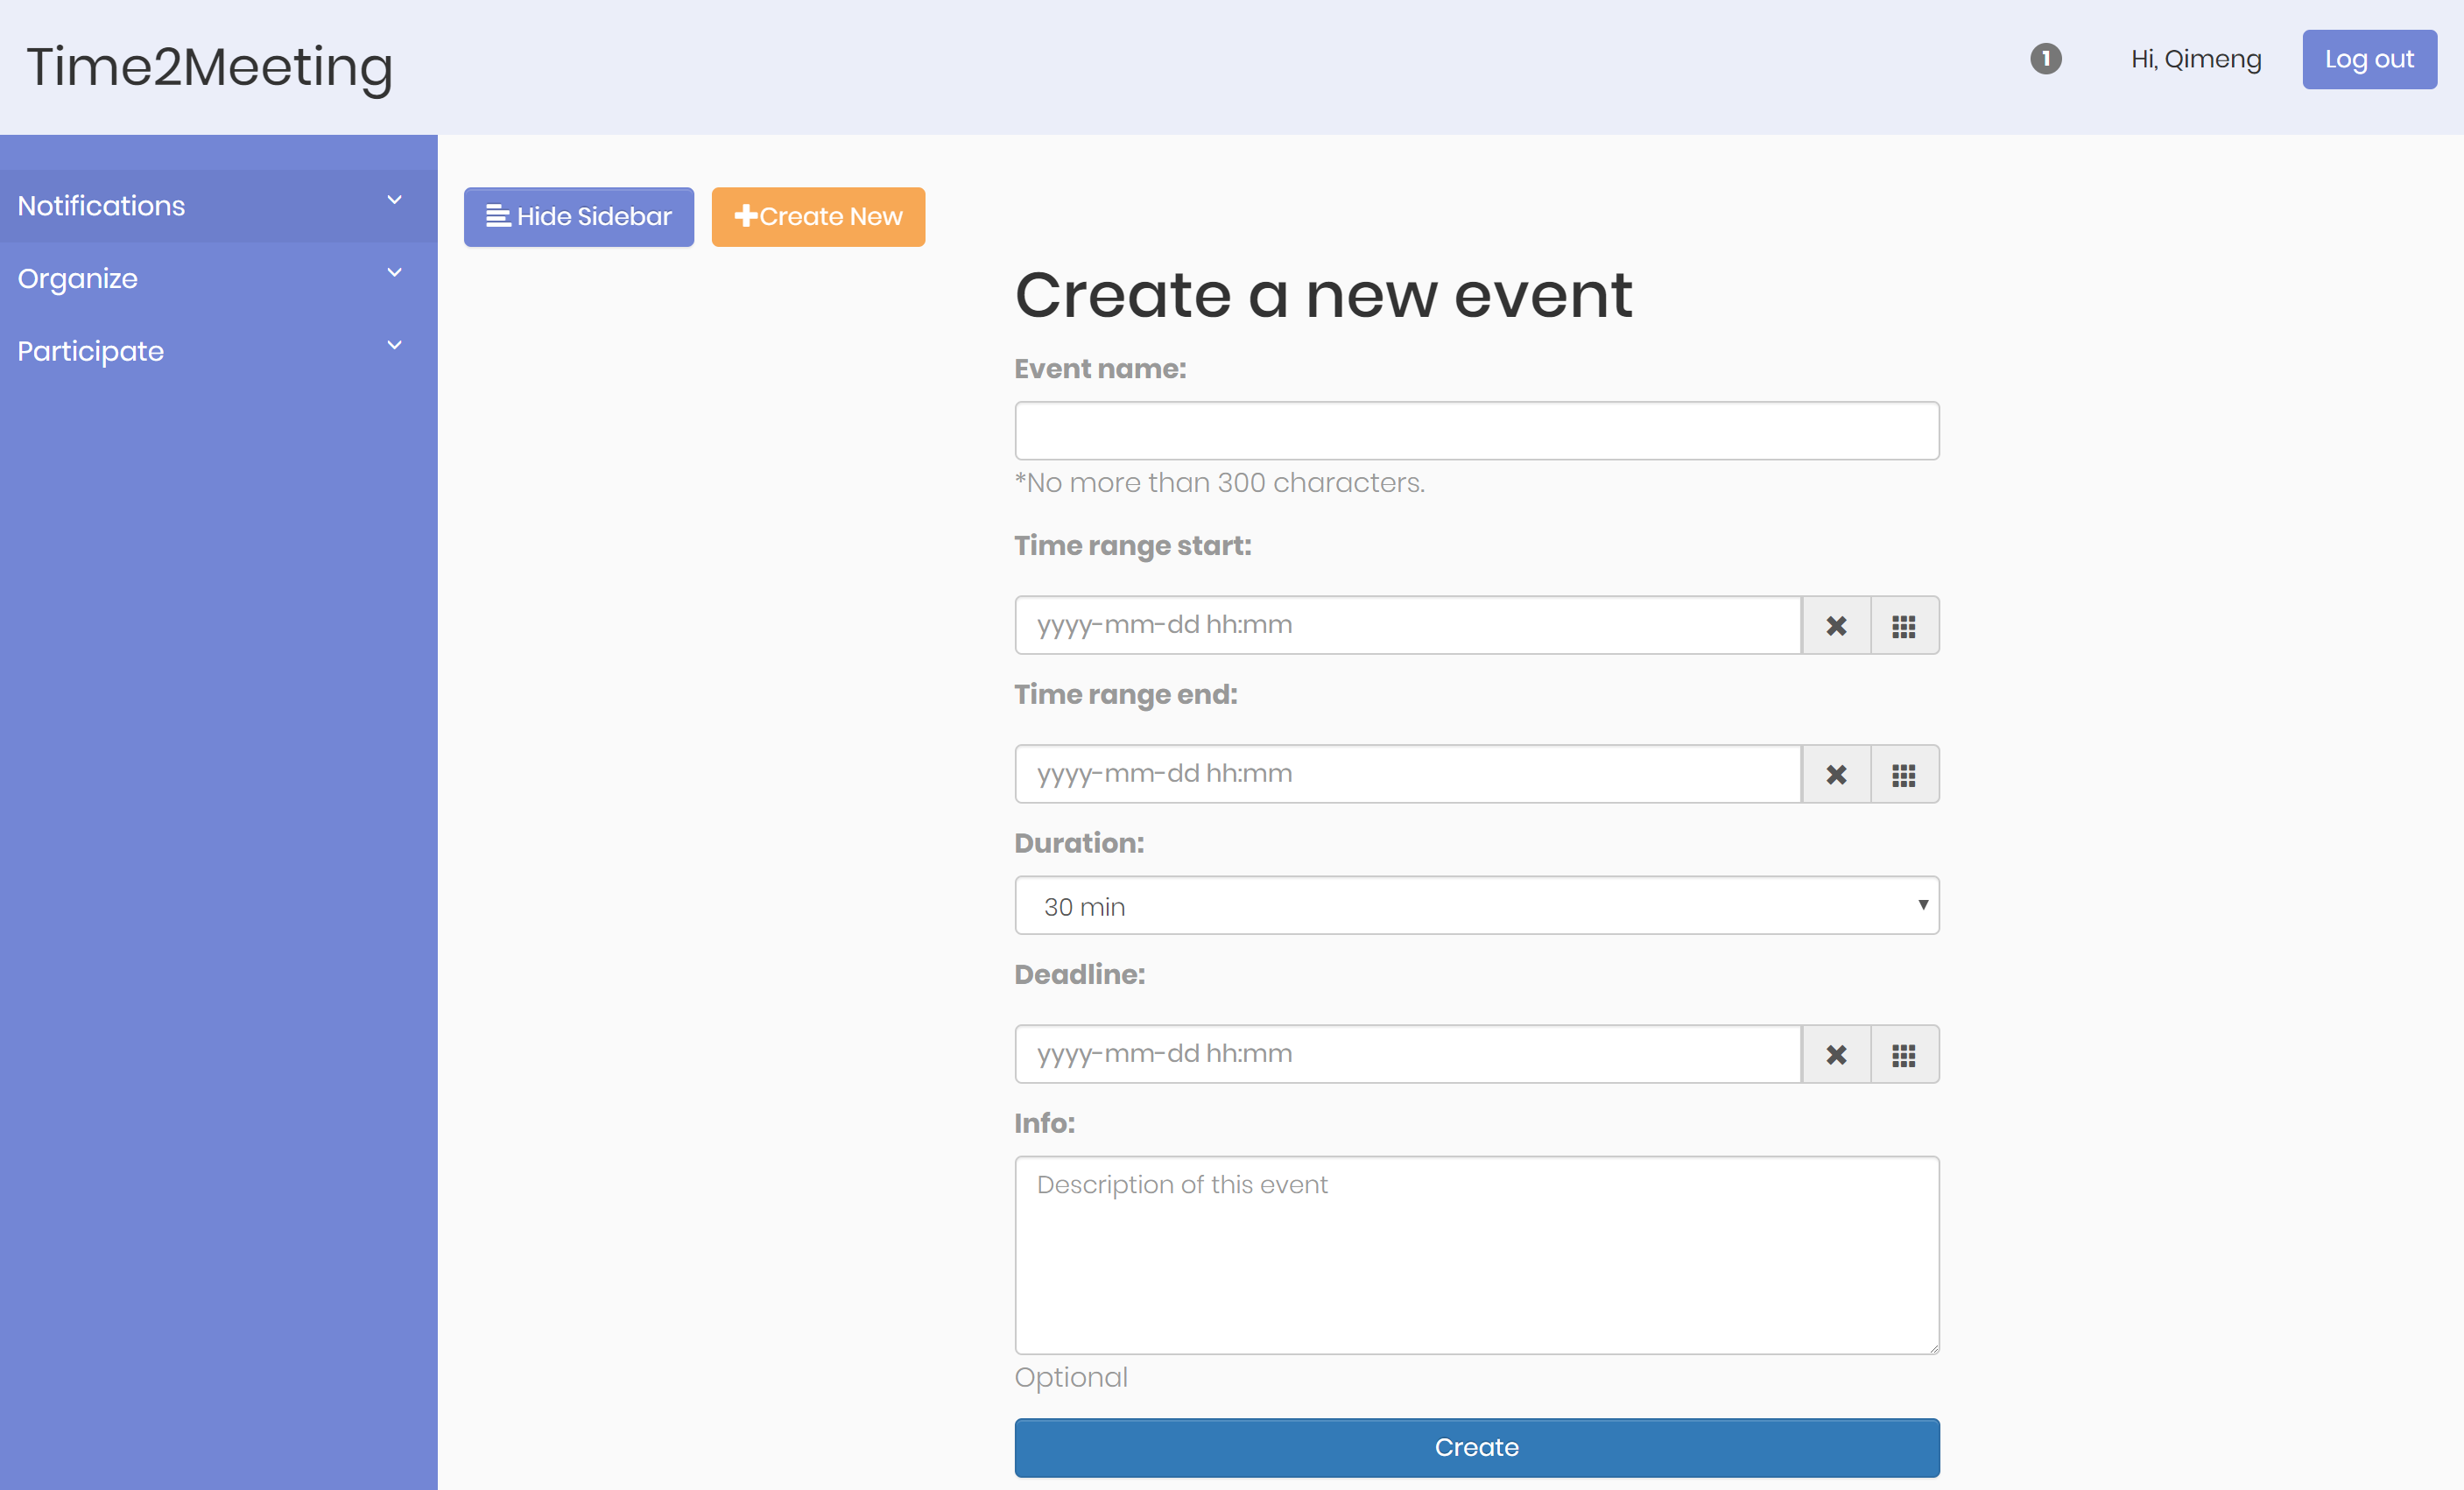 Time2Meeting
1
Hi, Qimeng
Log out
Notifications
Organize
Participate
Hide Sidebar
Create New
Create a new event
Event name:
*No more than 300 characters.
Time range start:
yyyy-mm-dd hh:mm
Time range end:
yyyy-mm-dd hh:mm
Duration:
30 min
Deadline:
yyyy-mm-dd hh:mm
Info:
Description of this event
Optional
Create